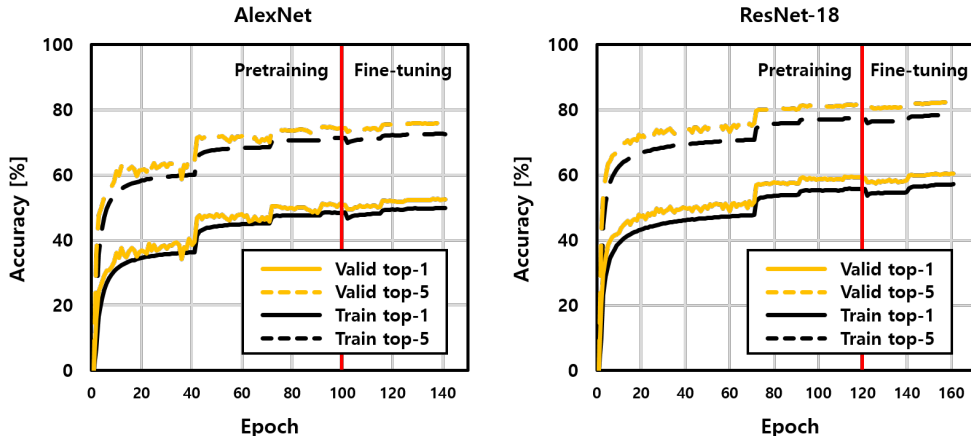 AlexNet
100
80
60
40
20
0
Accuracy [%]
Pretraining
Fine-tuning
Valid top-1
Valid top-5
Train top-1
Train top-5
0 20 40 60 80 100 120 140
Epoch
ResNet-18
100
80
60
40
20
0
Accuracy [%]
Pretraining
Fine-tuning
Valid top-1
Valid top-5
Train top-1
Train top-5
0 20 40 60 80 100 120 140 160
Epoch